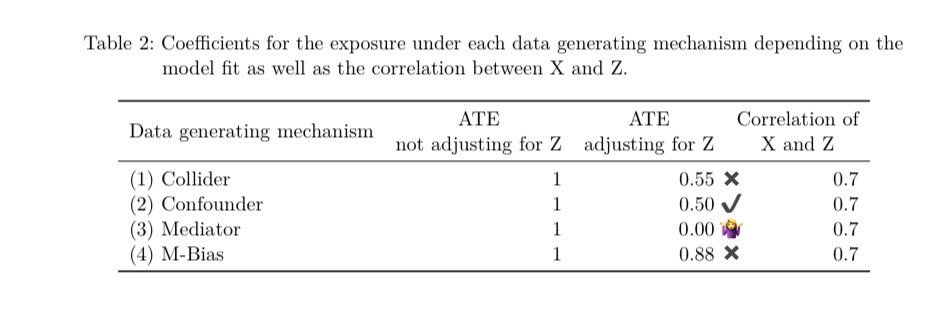 Table 2: Coefficients for the exposure under each data generating mechanism depending on the
model fit as well as the correlation between X and Z.
Data generating mechanism ATE not adjusting for Z ATE adjusting for Z Correlation of X and Z
(1) Collider 1 0.55 ✖ 0.7
(2) Confounder 1 0.50 ✔ 0.7
(3) Mediator 1 0.00 🤷‍♀️ 0.7
(4) M-Bias 1 0.88 ✖ 0.7